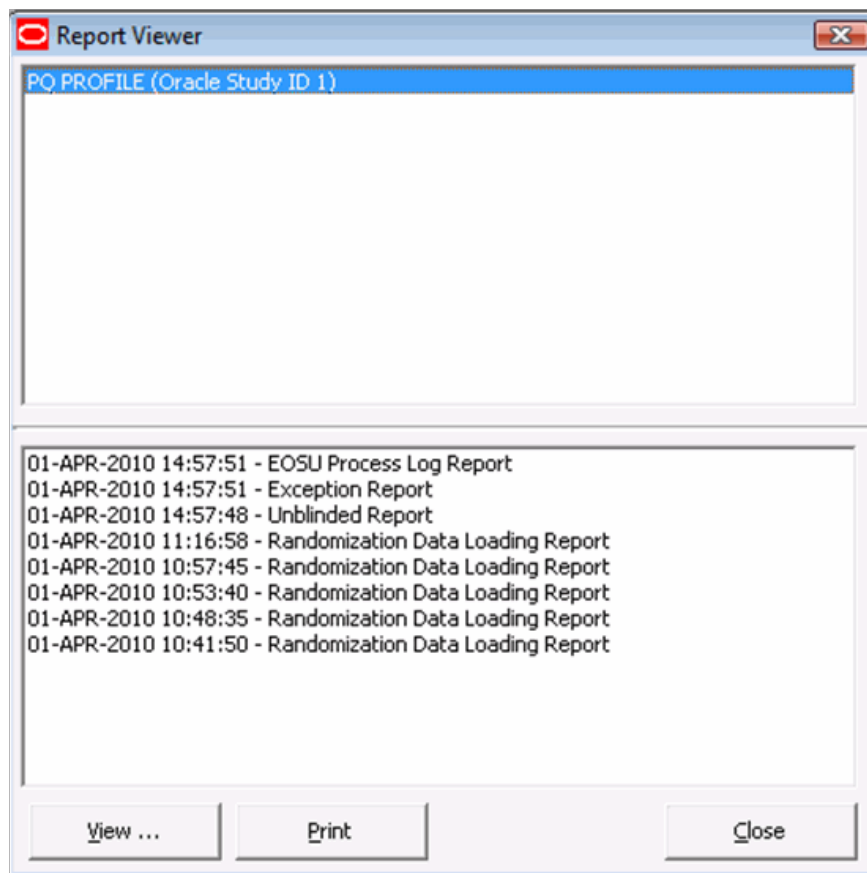 Report Viewer
PQ PROFILE (Oracle Study ID 1)
01-APR-2010 14:57:51 - EOSU Process Log Report
01-APR-2010 14:57:51 - Exception Report
01-APR-2010 14:57:48 - Unblinded Report
01-APR-2010 11:16:58 - Randomization Data Loading Report
01-APR-2010 10:57:45 - Randomization Data Loading Report
01-APR-2010 10:53:40 - Randomization Data Loading Report
01-APR-2010 10:48:35 - Randomization Data Loading Report
01-APR-2010 10:41:50 - Randomization Data Loading Report
View ... Print Close